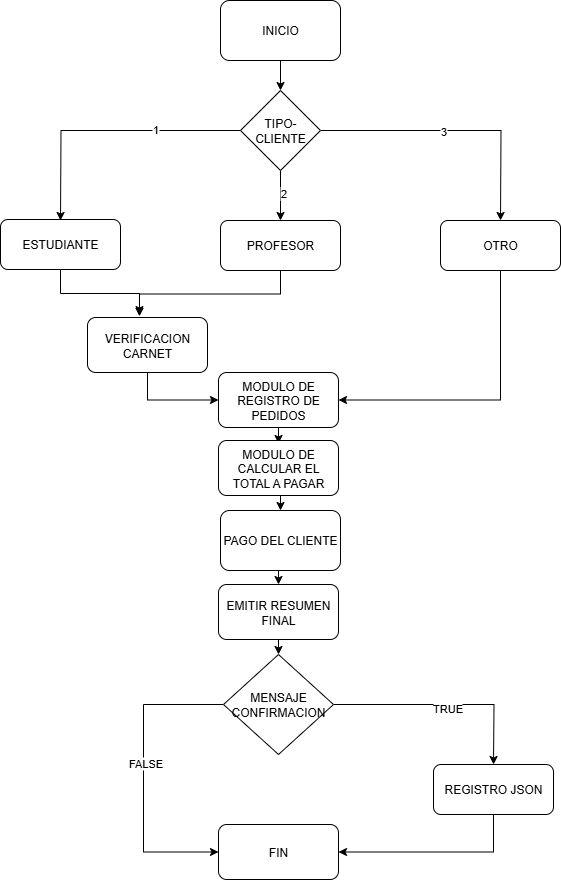 INICIO
TIPO-
CLIENTE
1
2
3
ESTUDIANTE
PROFESOR
OTRO
VERIFICACION
CARNET
MODULO DE
REGISTRO DE
PEDIDOS
MODULO DE
CALCULAR EL
TOTAL A PAGAR
PAGO DEL CLIENTE
EMITIR RESUMEN
FINAL
MENSAJE
CONFIRMACION
TRUE
FALSE
REGISTRO JSON
FIN